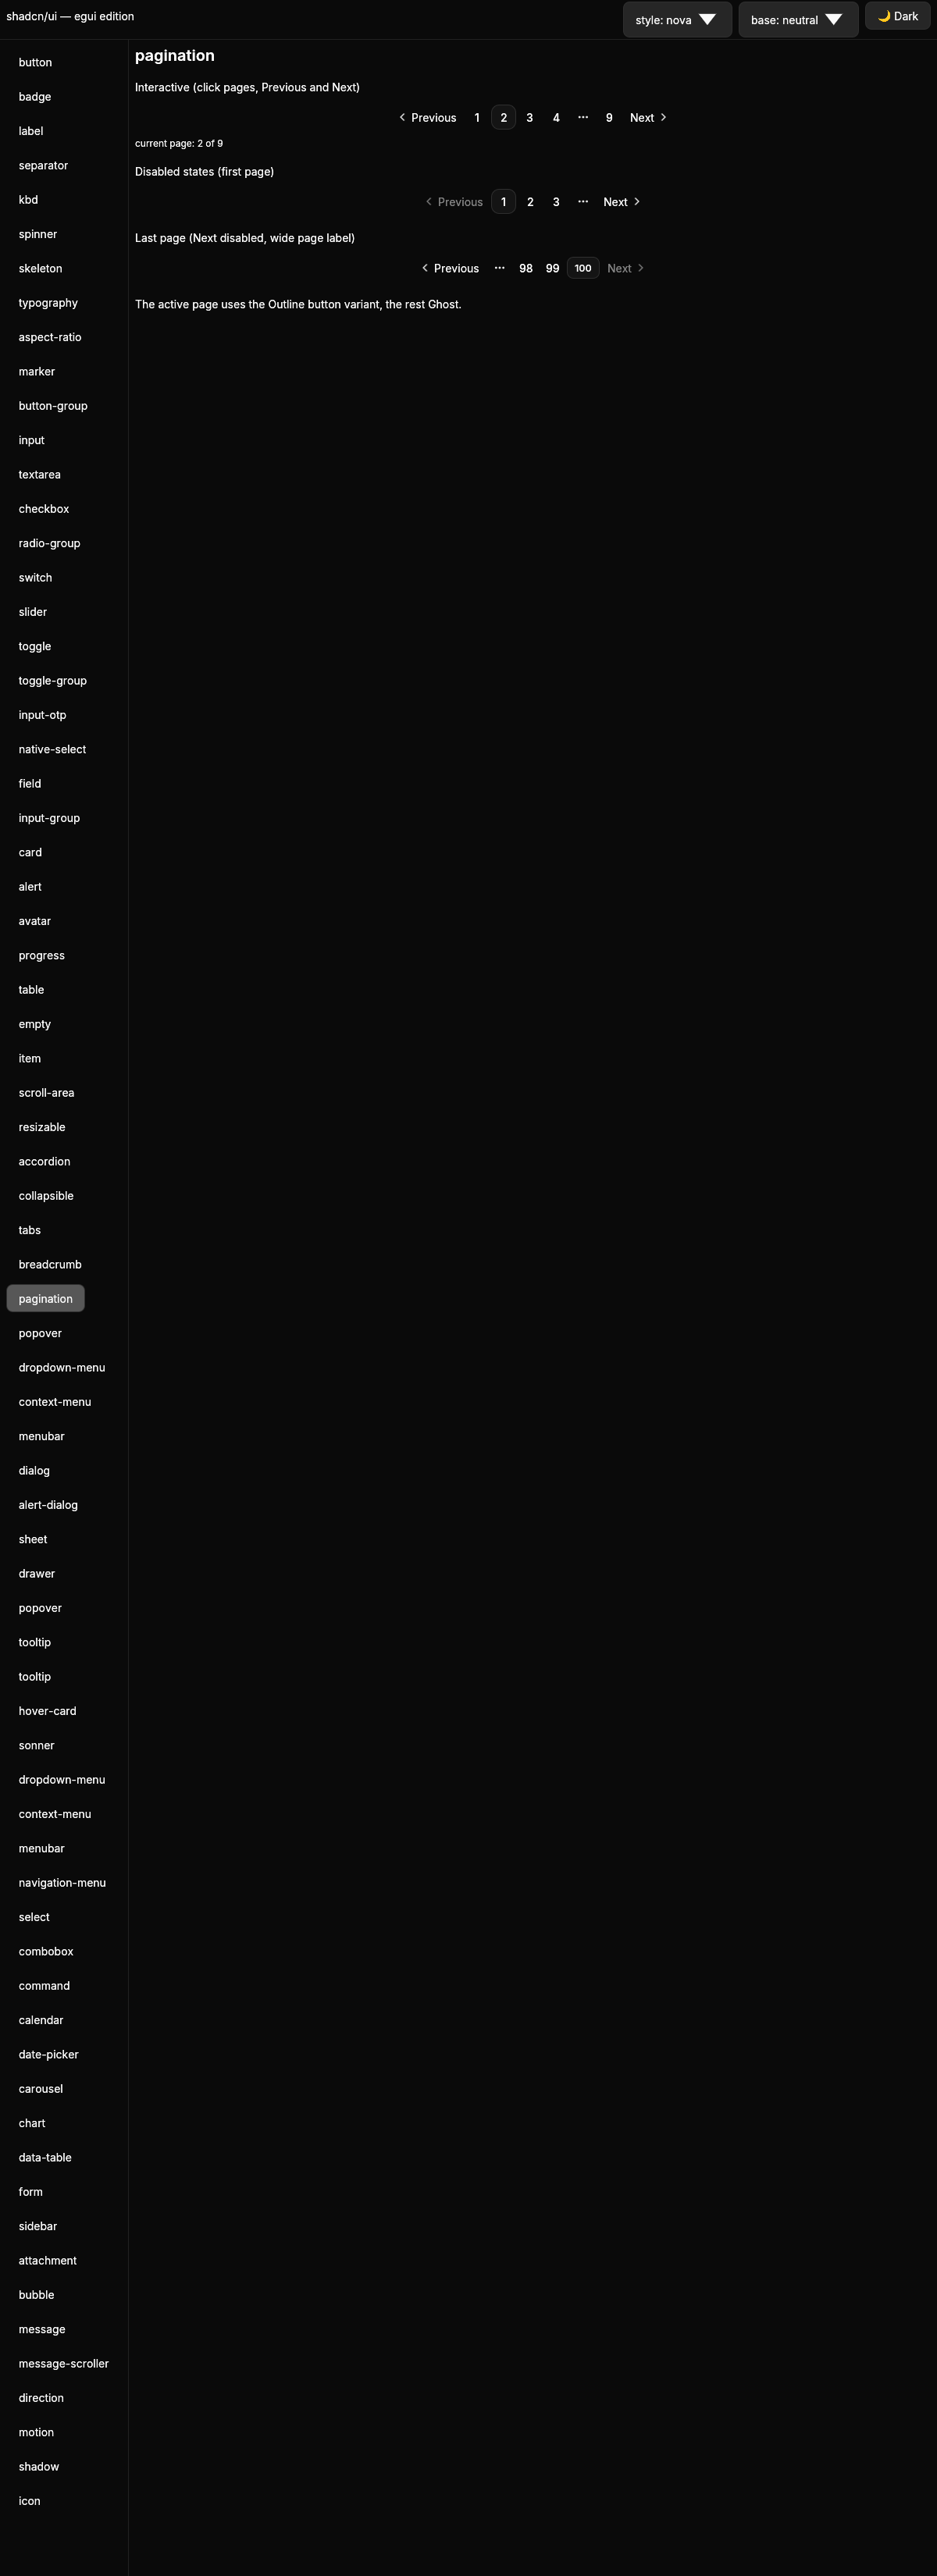 shadcn/ui — egui edition
style: nova
base: neutral
🌙 Dark
button
badge
label
separator
kbd
spinner
skeleton
typography
aspect-ratio
marker
button-group
input
textarea
checkbox
radio-group
switch
slider
toggle
toggle-group
input-otp
native-select
field
input-group
card
alert
avatar
progress
table
empty
item
scroll-area
resizable
accordion
collapsible
tabs
breadcrumb
pagination
popover
dropdown-menu
context-menu
menubar
dialog
alert-dialog
sheet
drawer
popover
tooltip
tooltip
hover-card
sonner
dropdown-menu
context-menu
menubar
navigation-menu
select
combobox
command
calendar
date-picker
carousel
chart
data-table
form
sidebar
attachment
bubble
message
message-scroller
direction
motion
shadow
icon
pagination
Interactive (click pages, Previous and Next)
Previous 1 2 3 4 ··· 9 Next
current page: 2 of 9
Disabled states (first page)
Previous 1 2 3 ··· Next
Last page (Next disabled, wide page label)
Previous ··· 98 99 100 Next
The active page uses the Outline button variant, the rest Ghost.